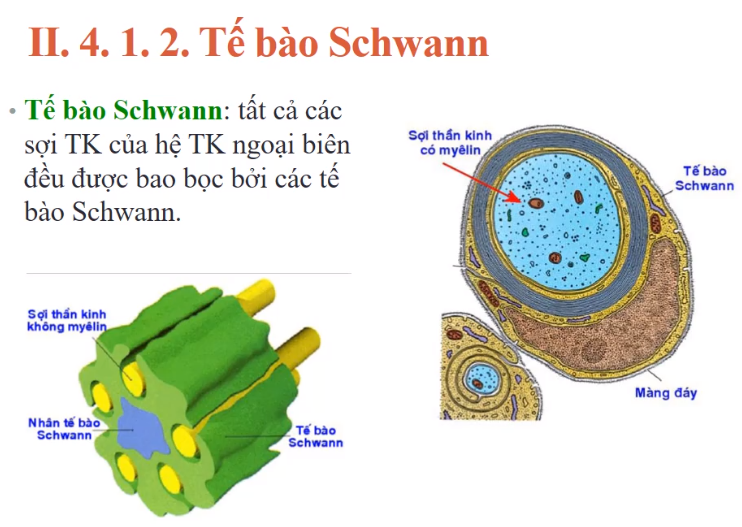 II. 4. 1. 2. Tế bào Schwann
• Tế bào Schwann: tất cả các
sợi TK của hệ TK ngoại biên
đều được bao bọc bởi các tế
bào Schwann.
Sợi thần kinh
có myêlin
Tế bào
Schwann
Màng đáy
Sợi thần kinh
không myêlin
Nhân tế bào
Schwann
Tế bào
Schwann